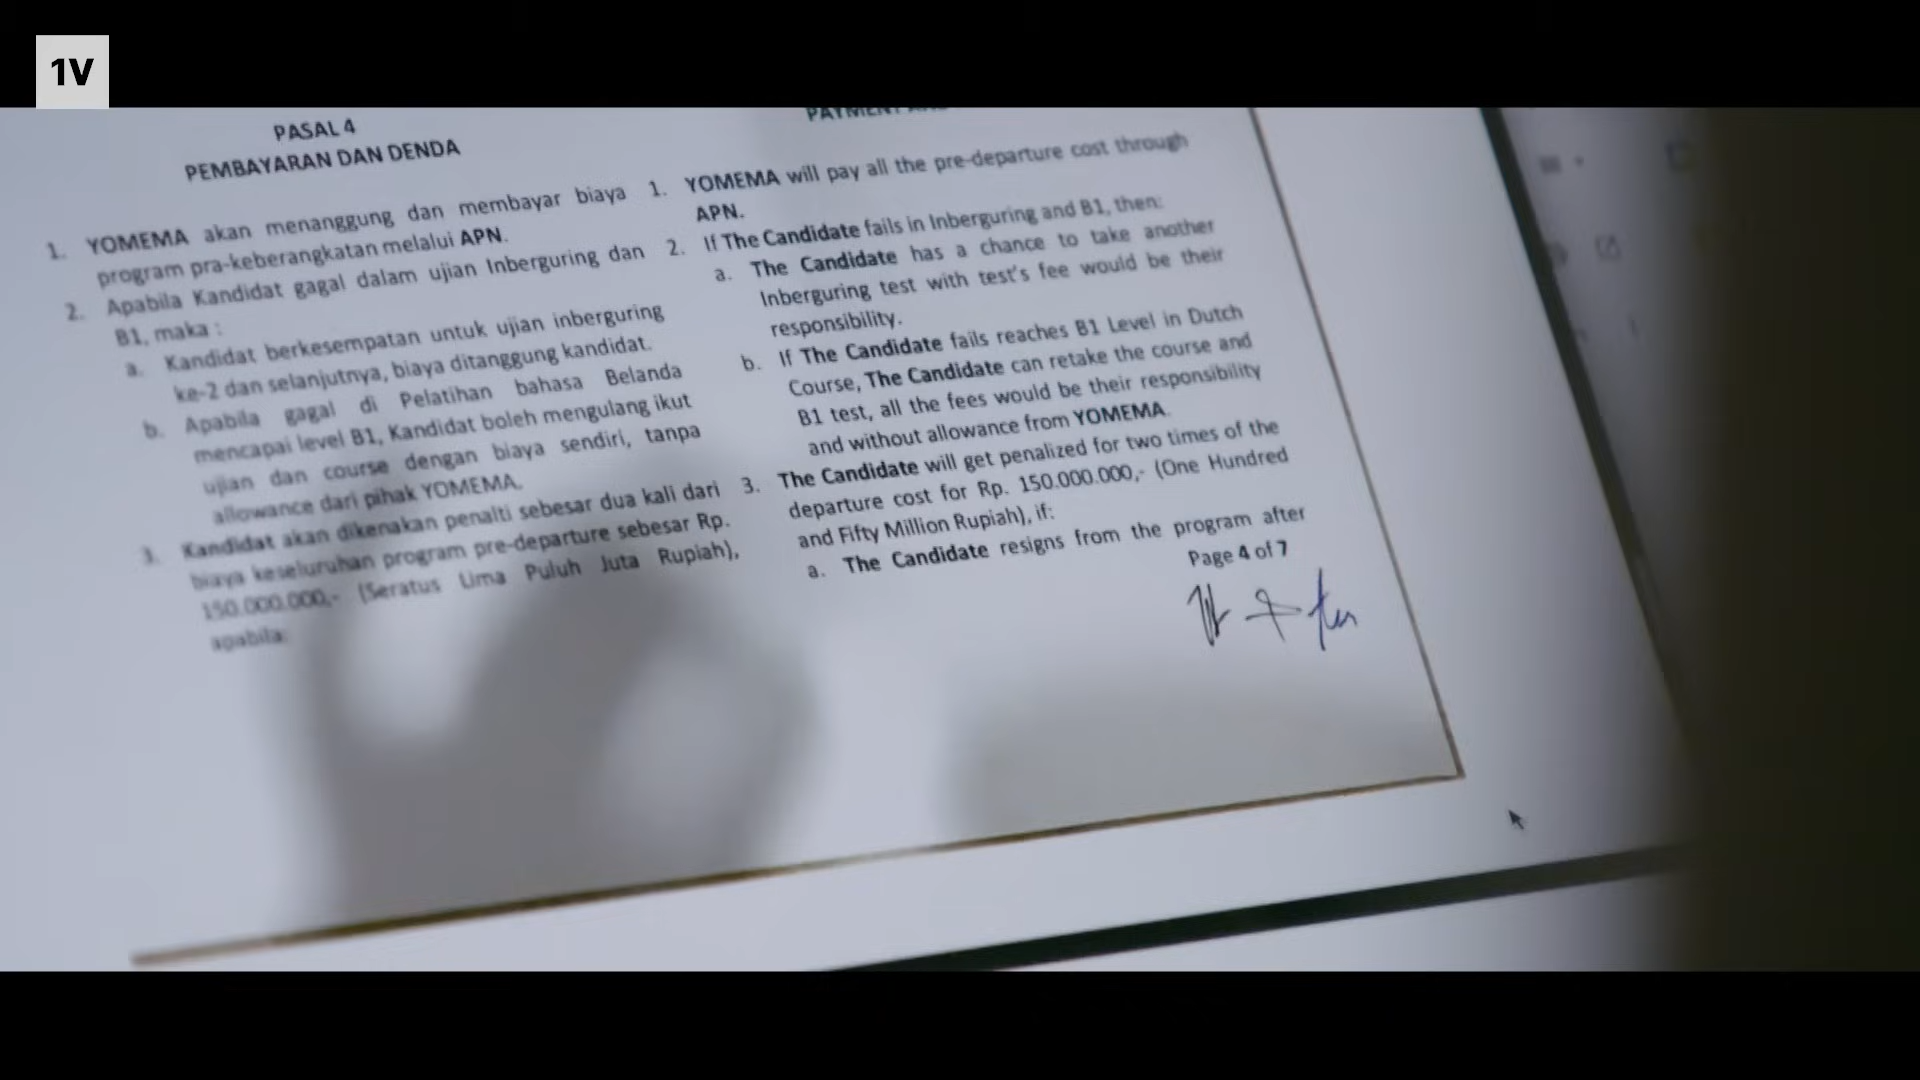 1V
PASAL 4
PEMBAYARAN DAN DENDA
1. YOMEMA akan menanggung dan membayar biaya
program pra-keberangkatan melalui APN.
2. Apabila Kandidat gagal dalam ujian Inberguring dan
B1, maka :
a. Kandidat berkesempatan untuk ujian inberguring
ke-2 dan selanjutnya, biaya ditanggung kandidat.
b. Apabila gagal di Pelatihan bahasa Belanda
mencapai level B1, Kandidat boleh mengulang ikut
ujian dan course dengan biaya sendiri, tanpa
allowance dari pihak YOMEMA.
3. Kandidat akan dikenakan penalti sebesar dua kali dari
biaya keseluruhan program pre-departure sebesar Rp.
150.000.000,- (Seratus Lima Puluh Juta Rupiah),
apabila:
PAYMENT
1. YOMEMA will pay all the pre-departure cost through
APN.
2. If The Candidate fails in Inberguring and B1, then:
a. The Candidate has a chance to take another
Inberguring test with test's fee would be their
responsibility.
b. If The Candidate fails reaches B1 Level in Dutch
Course, The Candidate can retake the course and
B1 test, all the fees would be their responsibility
and without allowance from YOMEMA.
3. The Candidate will get penalized for two times of the
departure cost for Rp. 150.000.000,- (One Hundred
and Fifty Million Rupiah), if:
a. The Candidate resigns from the program after
Page 4 of 7